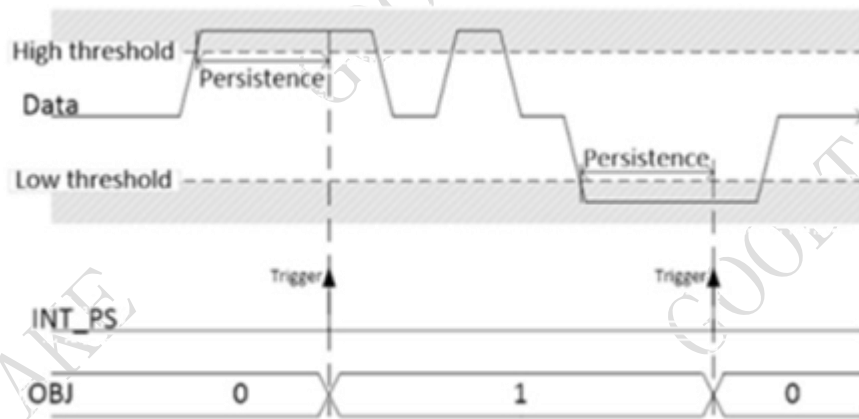 High threshold
Persistence
Data
Persistence
Low threshold
Trigger Trigger
INT_PS
OBJ 0 1 0